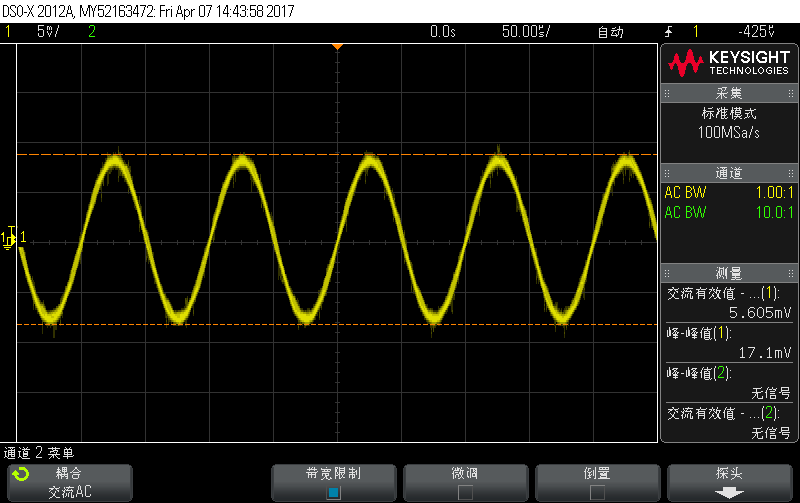 DSO-X 2012A, MY52163472: Fri Apr 07 14:43:58 2017
1 5mV/ 2 0.0s 50.00us/ 自动 1 -425uV
KEYSIGHT
TECHNOLOGIES
采集
标准模式
100MSa/s
通道
AC BW 1.00:1
AC BW 10.0:1
测量
交流有效值 - ...(1):
5.605mV
峰-峰值(1):
17.1mV
峰-峰值(2):
无信号
交流有效值 - ...(2):
无信号
1 T 1
通道 2 菜单
耦合
交流AC
带宽限制
微调
倒置
探头